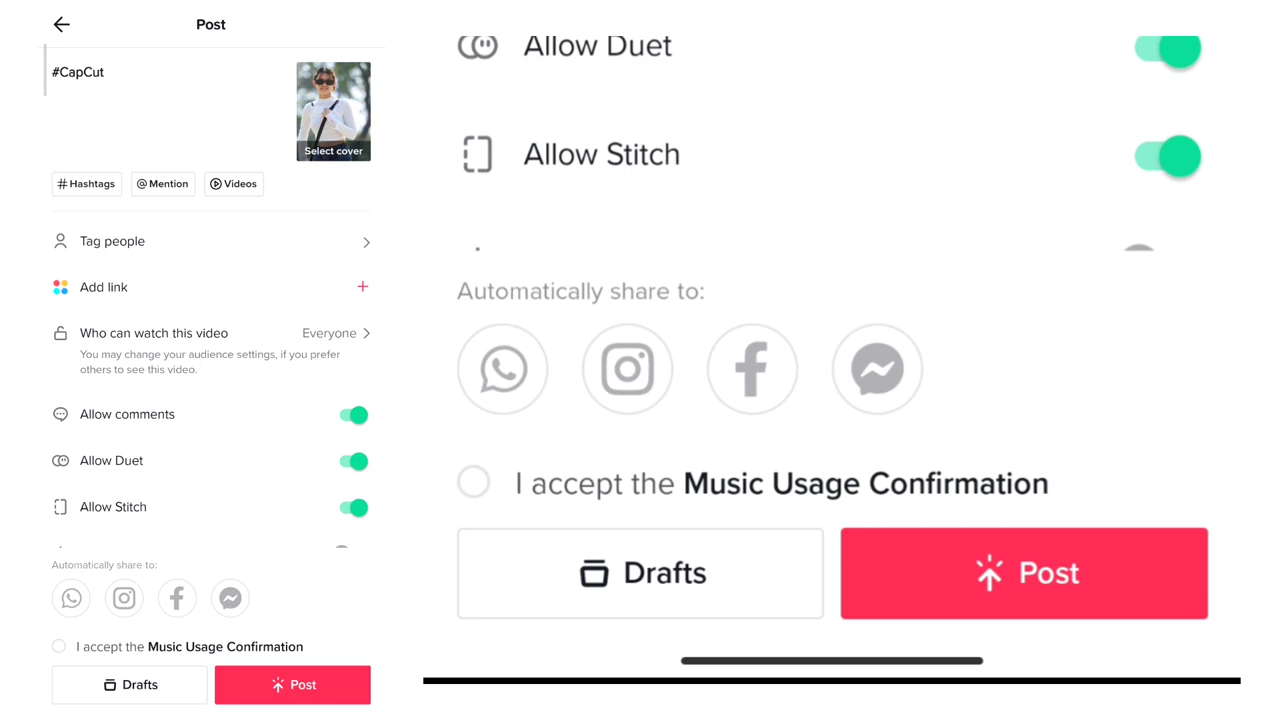 Post
#CapCut
Select cover
# Hashtags
@ Mention
Videos
Tag people
Add link
Who can watch this video
Everyone
You may change your audience settings, if you prefer
others to see this video.
Allow comments
Allow Duet
Allow Stitch
Automatically share to:
I accept the Music Usage Confirmation
Drafts
Post
Allow Duet
Allow Stitch
Automatically share to:
I accept the Music Usage Confirmation
Drafts
Post